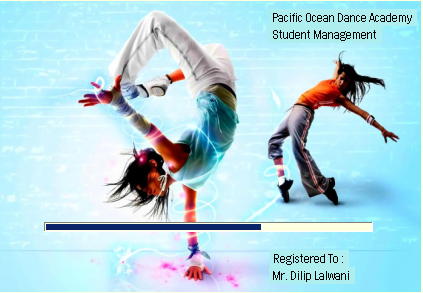 Pacific Ocean Dance Academy
Student Management
Registered To :
Mr. Dilip Lalwani